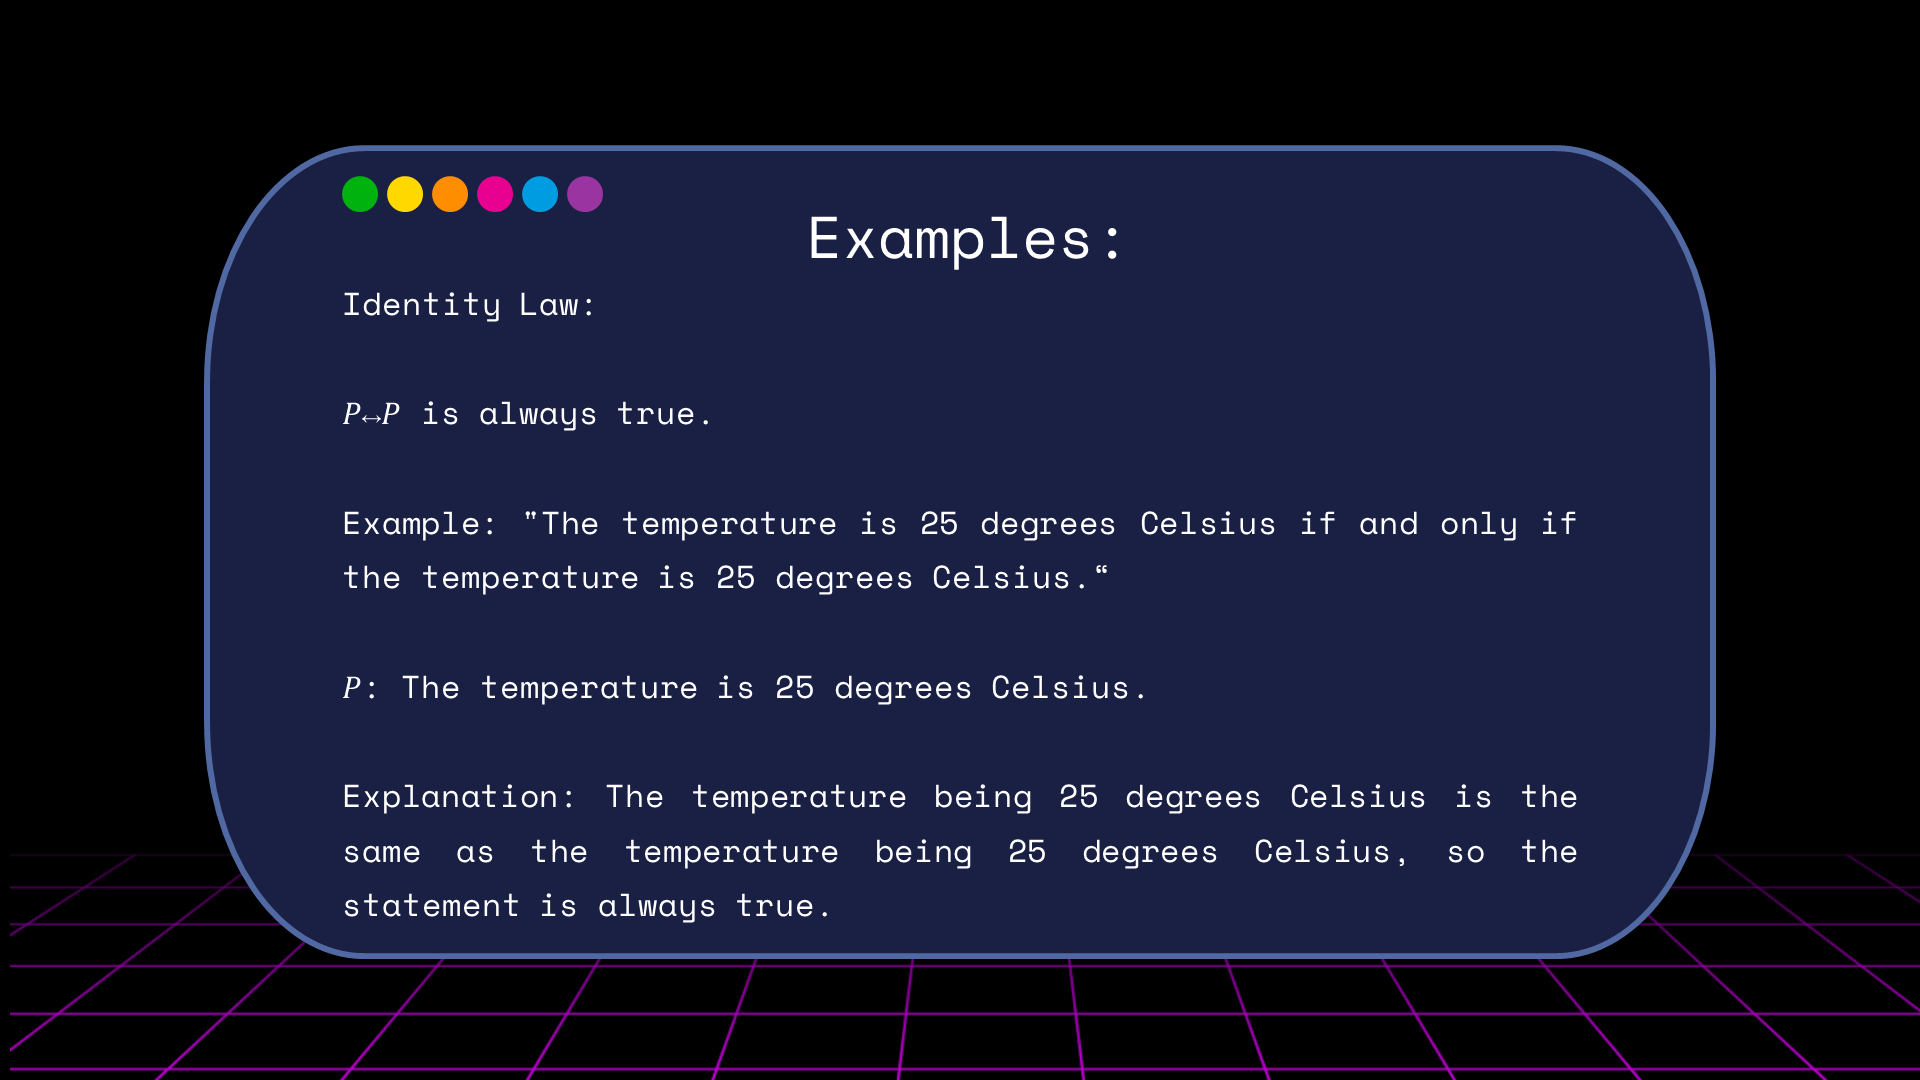 Examples:
Identity Law:
P↔P is always true.
Example: "The temperature is 25 degrees Celsius if and only if
the temperature is 25 degrees Celsius.“
P: The temperature is 25 degrees Celsius.
Explanation: The temperature being 25 degrees Celsius is the
same as the temperature being 25 degrees Celsius, so the
statement is always true.